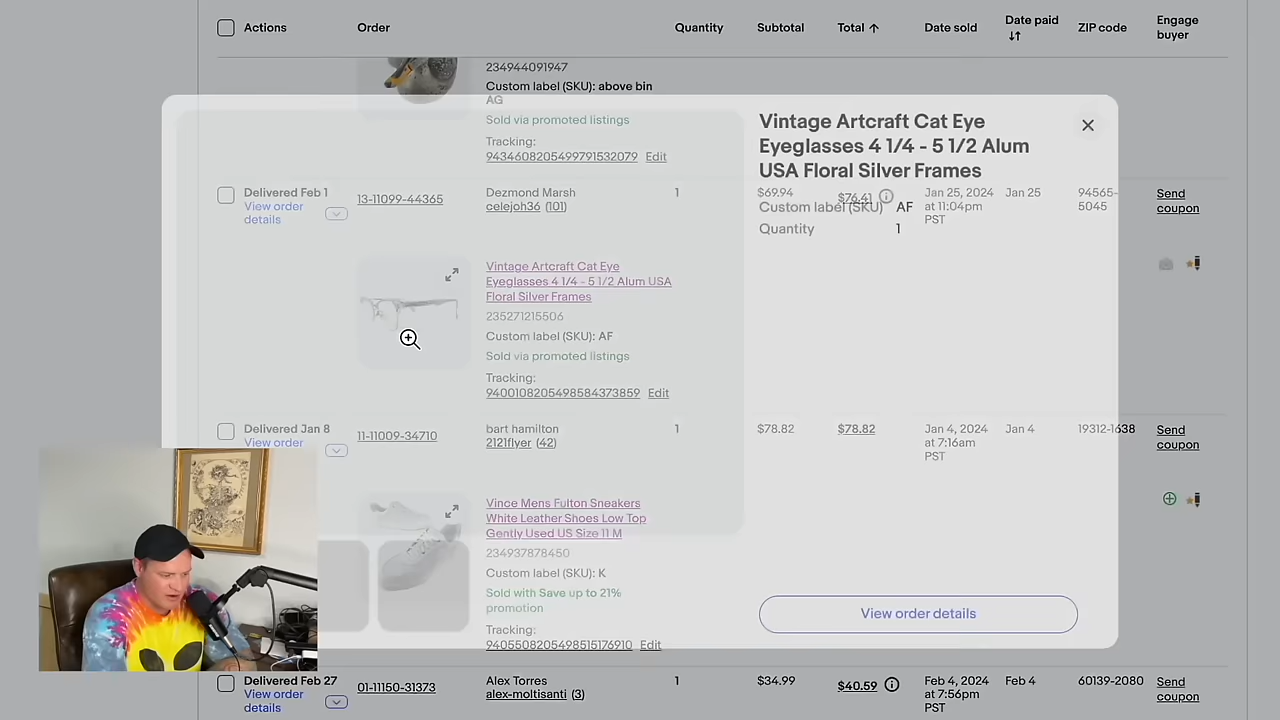 Actions Order Quantity Subtotal Total ↑ Date sold Date paid ZIP code Engage buyer
234944091947
Custom label (SKU): above bin
AG
Sold via promoted listings
Tracking:
9434608205499791532079 Edit
Vintage Artcraft Cat Eye
Eyeglasses 4 1/4 - 5 1/2 Alum
USA Floral Silver Frames
Custom label (SKU) AF
Quantity 1
View order details
Delivered Feb 1
View order
details
13-11099-44365
Dezmond Marsh
celejoh36 (101)
1
$69.94
$76.41
Jan 25, 2024
at 11:04pm
PST
Jan 25
94565-
5045
Send
coupon
Vintage Artcraft Cat Eye
Eyeglasses 4 1/4 - 5 1/2 Alum USA
Floral Silver Frames
235271215506
Custom label (SKU): AF
Sold via promoted listings
Tracking:
9400108205498584373859 Edit
Delivered Jan 8
View order
11-11009-34710
bart hamilton
2121flyer (42)
1
$78.82
$78.82
Jan 4, 2024
at 7:16am
PST
Jan 4
19312-1638
Send
coupon
Vince Mens Fulton Sneakers
White Leather Shoes Low Top
Gently Used US Size 11 M
234937878450
Custom label (SKU): K
Sold with Save up to 21%
promotion
Tracking:
9405508205498515176910 Edit
Delivered Feb 27
View order
details
01-11150-31373
Alex Torres
alex-moltisanti (3)
1
$34.99
$40.59
Feb 4, 2024
at 7:56pm
PST
Feb 4
60139-2080
Send
coupon